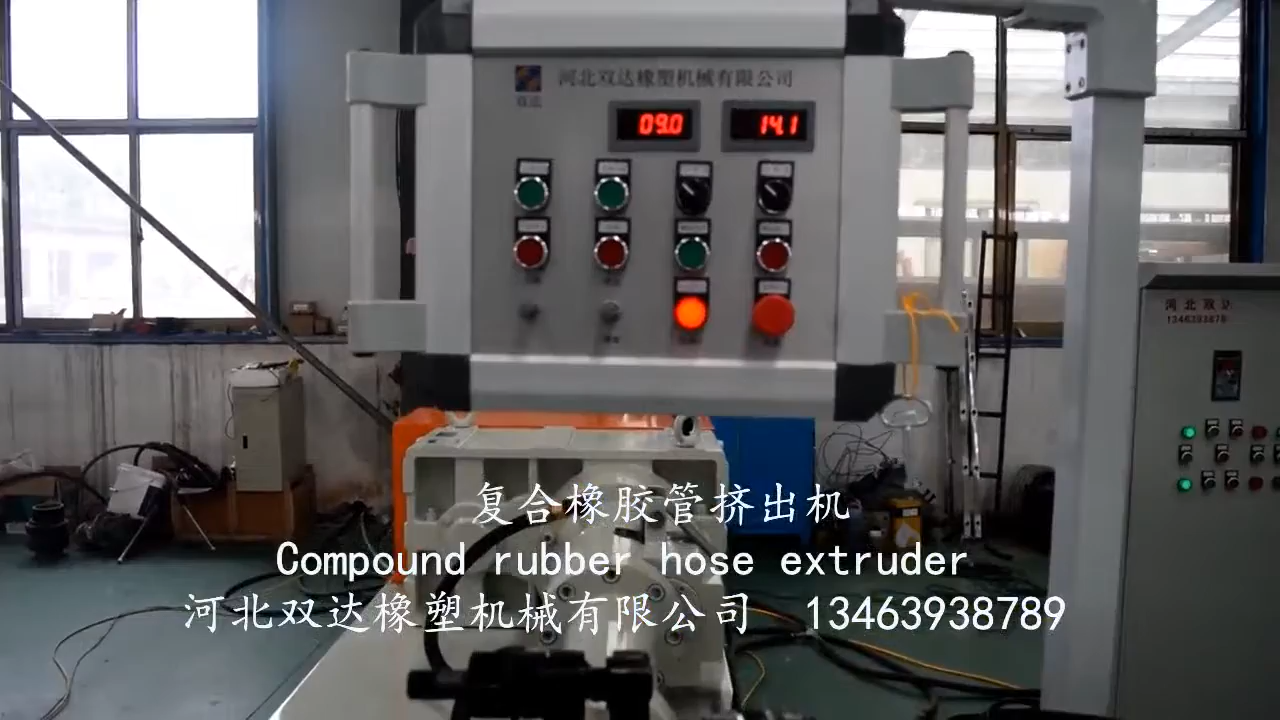 河北双达橡塑机械有限公司
双达
09.0
14.1
河北双
1346393878
复合橡胶管挤出机
Compound rubber hose extruder
河北双达橡塑机械有限公司 13463938789